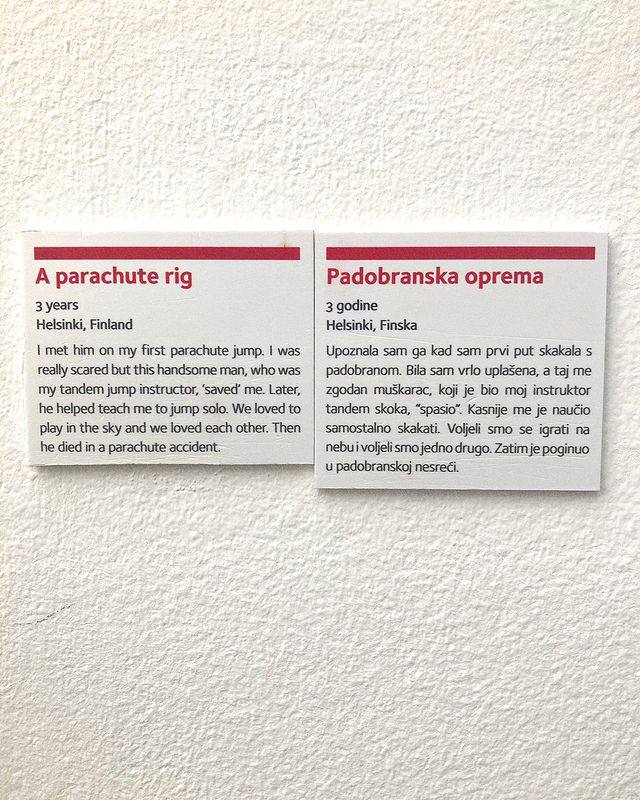 A parachute rig
3 years
Helsinki, Finland
I met him on my first parachute jump. I was
really scared but this handsome man, who was
my tandem jump instructor, ‘saved’ me. Later,
he helped teach me to jump solo. We loved to
play in the sky and we loved each other. Then
he died in a parachute accident.
Padobranska oprema
3 godine
Helsinki, Finska
Upoznala sam ga kad sam prvi put skakala s
padobranom. Bila sam vrlo uplašena, a taj me
zgodan muškarac, koji je bio moj instruktor
tandem skoka, “spasio”. Kasnije me je naučio
samostalno skakati. Voljeli smo se igrati na
nebu i voljeli smo jedno drugo. Zatim je poginuo
u padobranskoj nesreći.